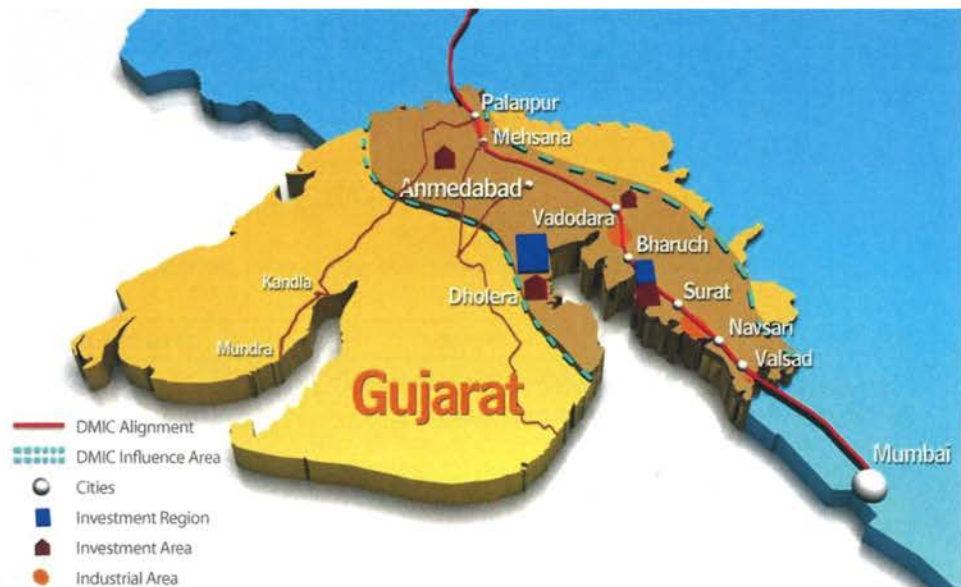 Palanpur
Mehsana
Anmedabad
Vadodara
Bharuch
Kandla
Dholera
Surat
Mundra
Navsari
Valsad
Gujarat
Mumbai
DMIC Alignment
DMIC Influence Area
Cities
Investment Region
Investment Area
Industrial Area